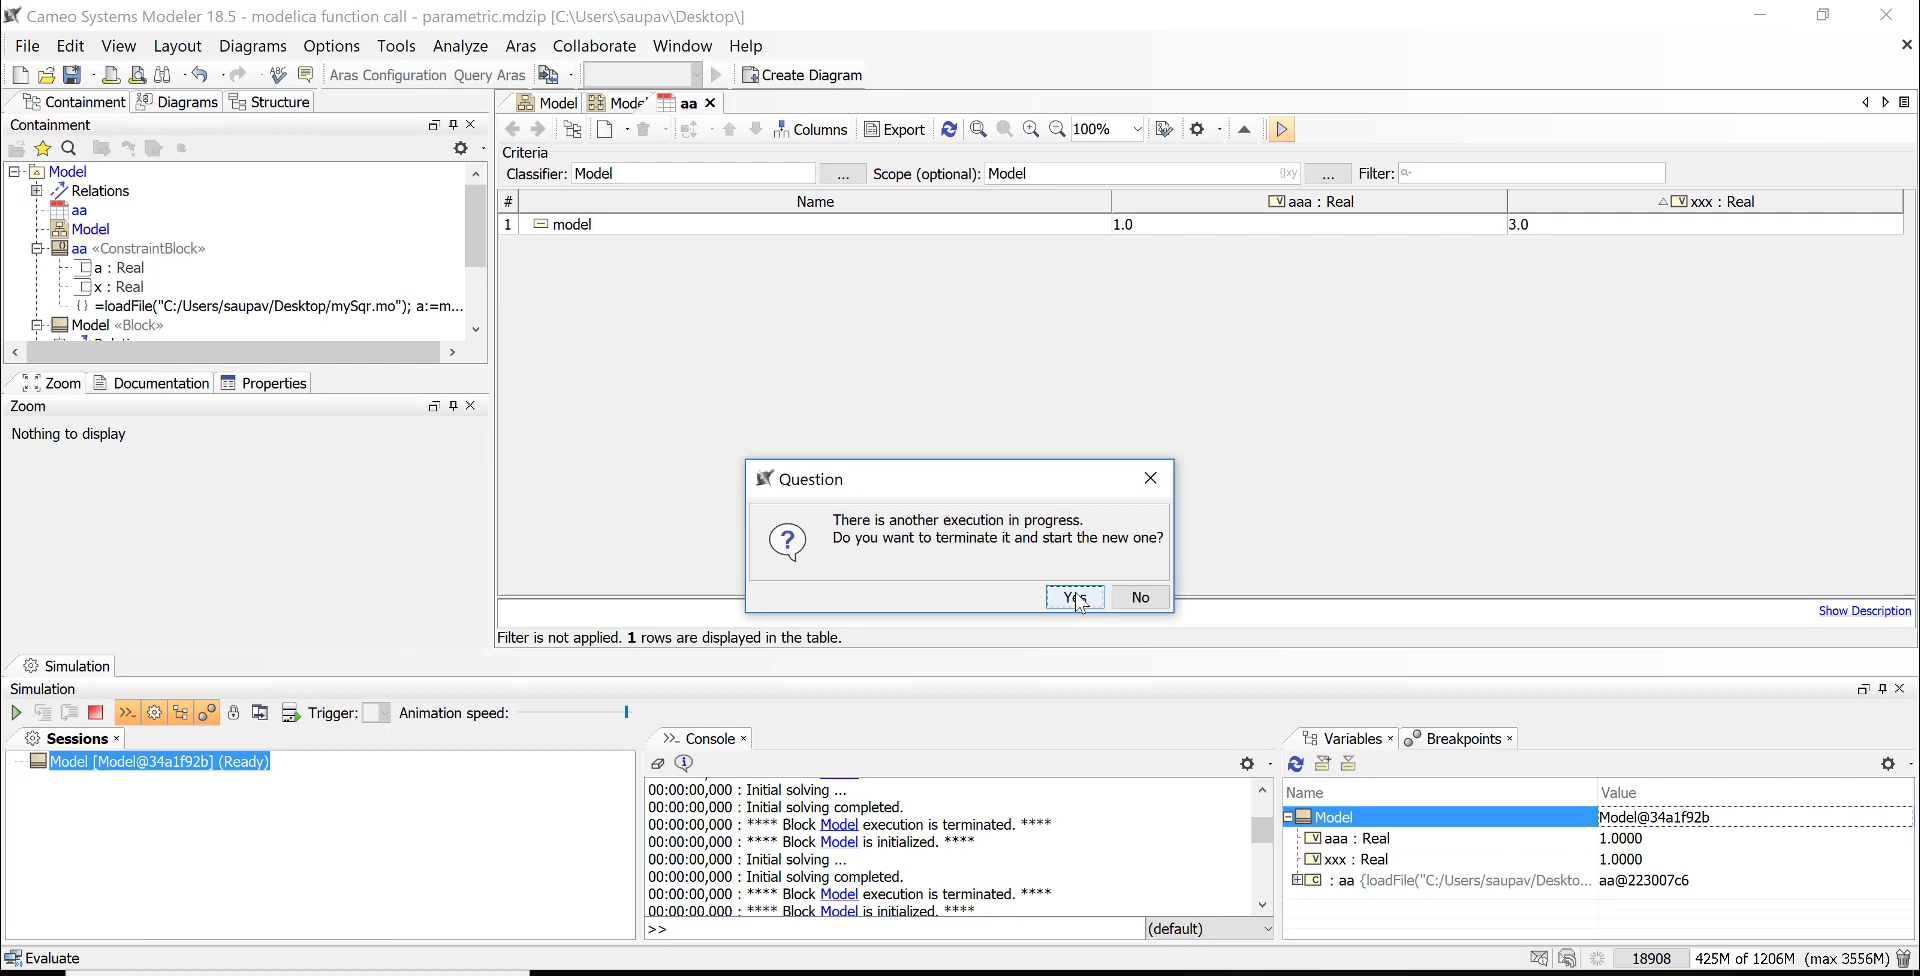 Cameo Systems Modeler 18.5 - modelica function call - parametric.mdzip [C:\Users\saupav\Desktop\]
File Edit View Layout Diagrams Options Tools Analyze Aras Collaborate Window Help
Aras Configuration Query Aras Create Diagram
Containment Diagrams Structure
Containment
Model
Relations
aa
Model
aa «ConstraintBlock»
a : Real
x : Real
{} =loadFile("C:/Users/saupav/Desktop/mySqr.mo"); a:=m...
Model «Block»
Zoom Documentation Properties
Zoom
Nothing to display
Model aa
100% Columns Export
Criteria
Classifier: Model ... Scope (optional): Model ... Filter:
# Name aaa : Real xxx : Real
1 model 1.0 3.0
Question
There is another execution in progress.
Do you want to terminate it and start the new one?
Yes No
Show Description
Filter is not applied. 1 rows are displayed in the table.
Simulation
Simulation
Trigger: Animation speed:
Sessions
Model [Model@34a1f92b] (Ready)
Console
00:00:00,000 : Initial solving ...
00:00:00,000 : Initial solving completed.
00:00:00,000 : **** Block Model execution is terminated. ****
00:00:00,000 : **** Block Model is initialized. ****
00:00:00,000 : Initial solving ...
00:00:00,000 : Initial solving completed.
00:00:00,000 : **** Block Model execution is terminated. ****
00:00:00,000 : **** Block Model is initialized. ****
>> (default)
Variables Breakpoints
Name Value
Model Model@34a1f92b
aaa : Real 1.0000
xxx : Real 1.0000
: aa {loadFile("C:/Users/saupav/Deskto... aa@223007c6
Evaluate
18908 425M of 1206M (max 3556M)